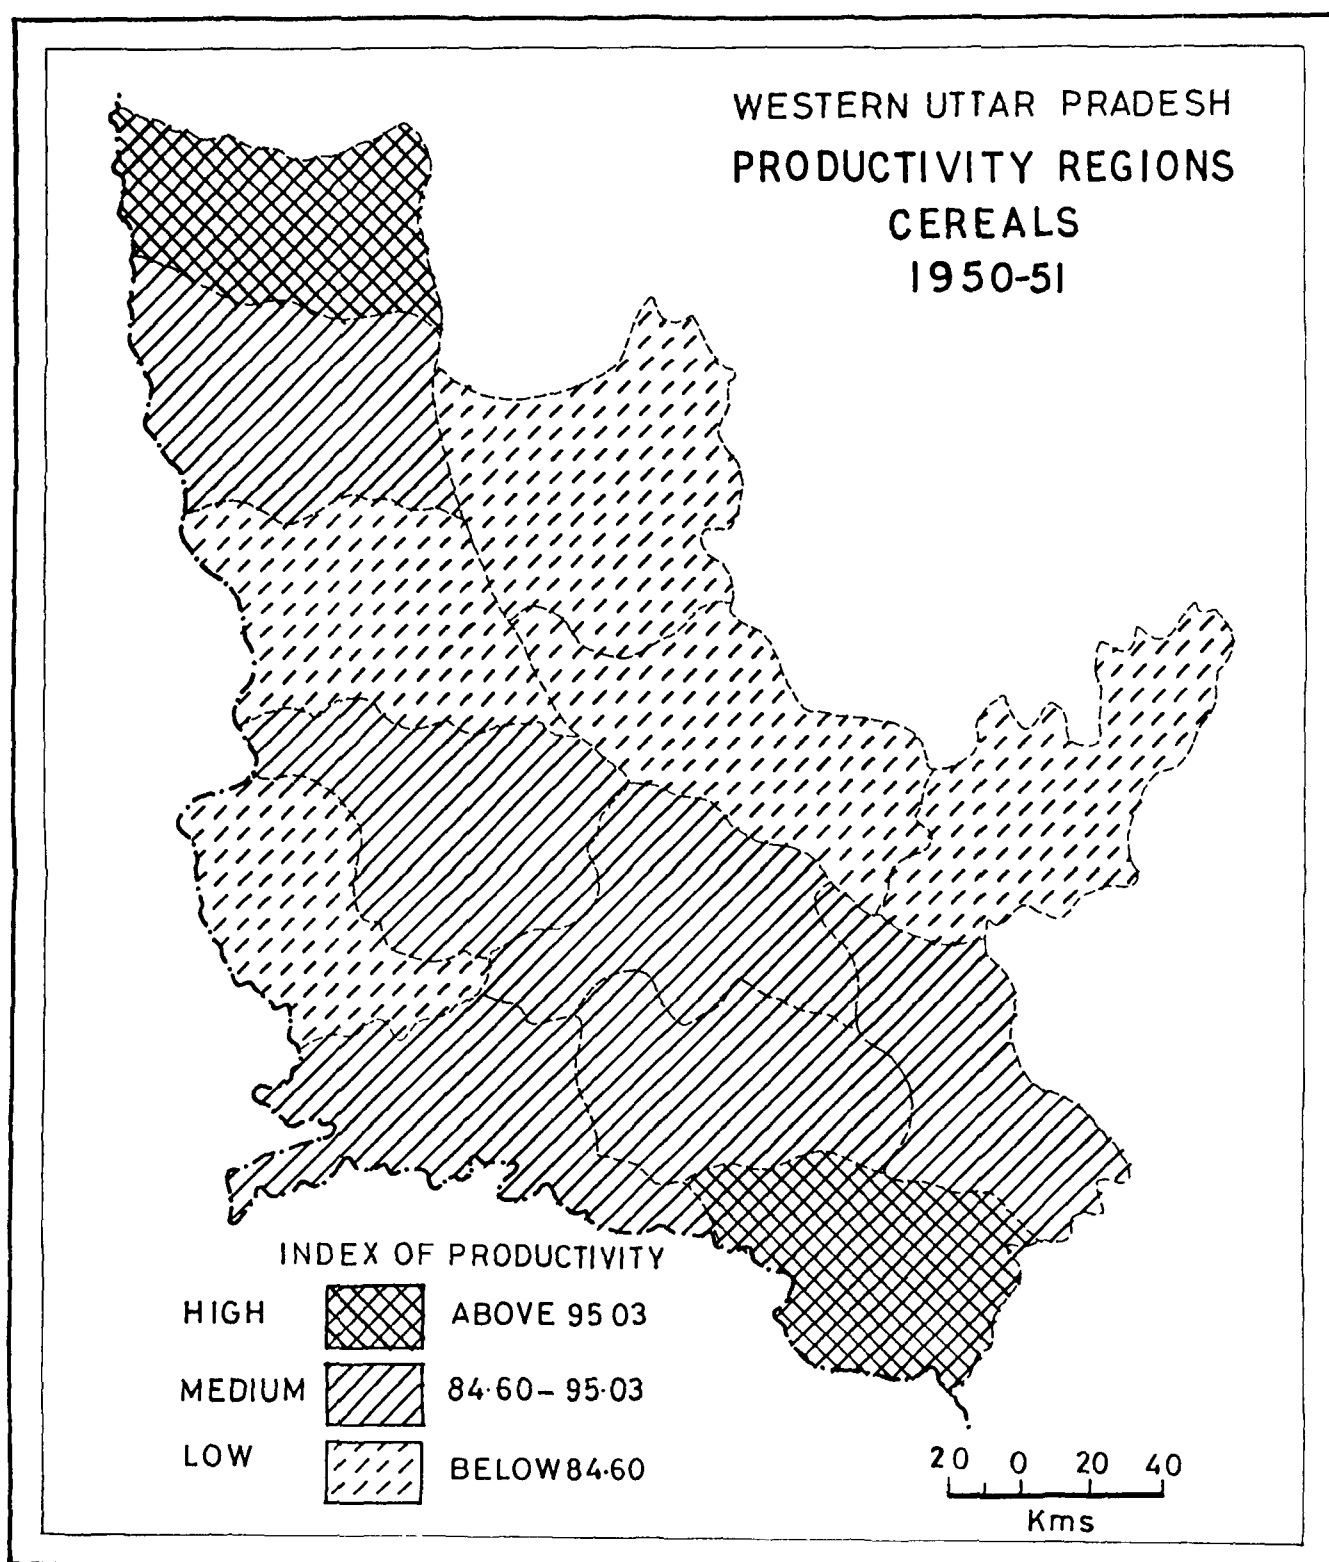 WESTERN UTTAR PRADESH
PRODUCTIVITY REGIONS
CEREALS
1950-51
INDEX OF PRODUCTIVITY
HIGH ABOVE 95 03
MEDIUM 84·60 – 95·03
LOW BELOW 84·60
20 0 20 40
Kms